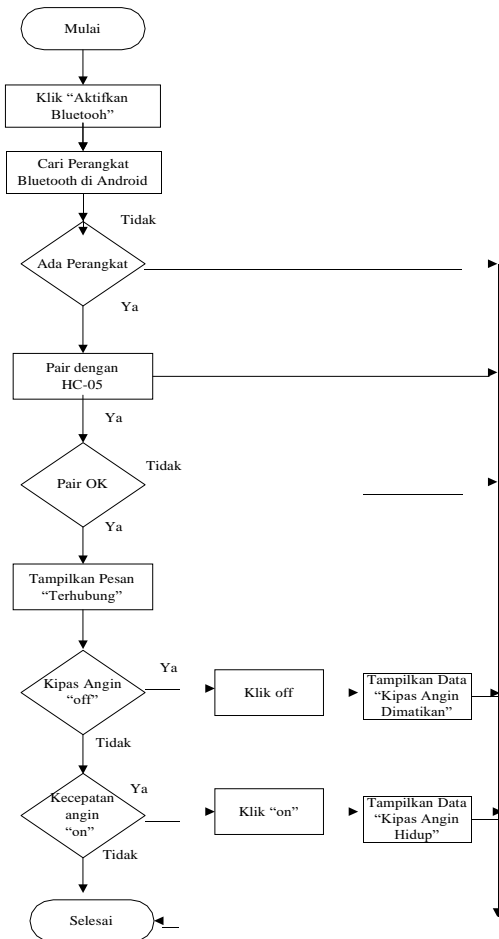 Mulai
Klik “Aktifkan
Bluetooh”
Cari Perangkat
Bluetooth di Android
Tidak
Ada Perangkat
Ya
Pair dengan
HC-05
Ya
Tidak
Pair OK
Ya
Tampilkan Pesan
“Terhubung”
Ya
Kipas Angin
“off”
Klik off
Tampilkan Data
“Kipas Angin
Dimatikan”
Tidak
Ya
Kecepatan
angin
“on”
Klik “on”
Tampilkan Data
“Kipas Angin
Hidup”
Tidak
Selesai